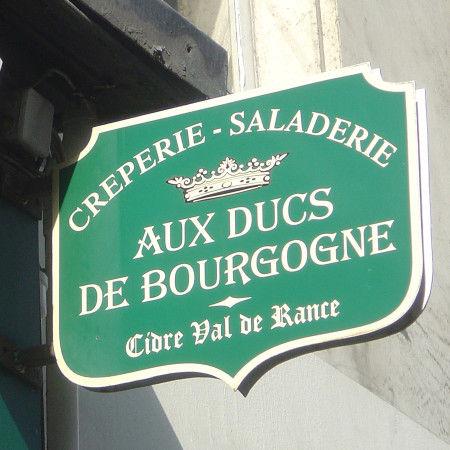 CREPERIE - SALADERIE
AUX DUCS
DE BOURGOGNE
Cidre Val de Rance